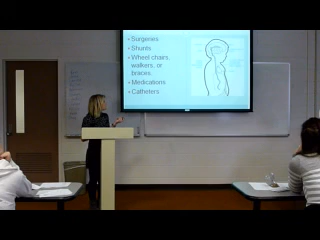 • Surgeries
• Shunts
• Wheel chairs,
walkers, or
braces
• Medications
• Catheters